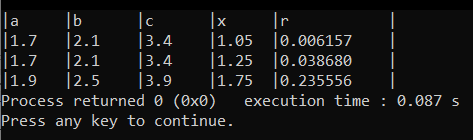 |a |b |c |x |r |
|1.7 |2.1 |3.4 |1.05 |0.006157 |
|1.7 |2.1 |3.4 |1.25 |0.038680 |
|1.9 |2.5 |3.9 |1.75 |0.235556 |
Process returned 0 (0x0)   execution time : 0.087 s
Press any key to continue.